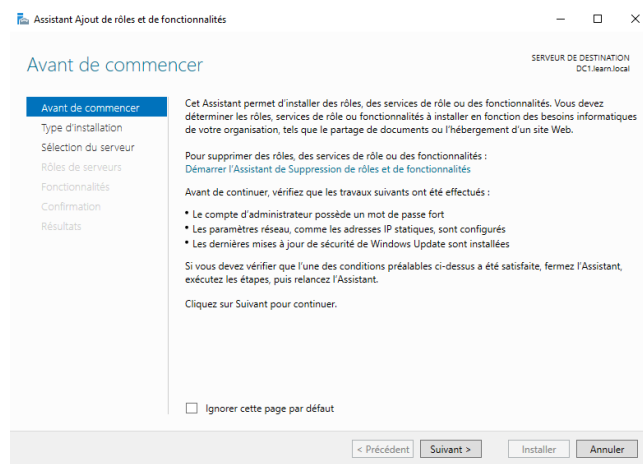 Assistant Ajout de rôles et de fonctionnalités
Avant de commencer
SERVEUR DE DESTINATION
DC1.learn.local
Avant de commencer
Type d'installation
Sélection du serveur
Rôles de serveurs
Fonctionnalités
Confirmation
Résultats
Cet Assistant permet d'installer des rôles, des services de rôle ou des fonctionnalités. Vous devez
déterminer les rôles, services de rôle ou fonctionnalités à installer en fonction des besoins informatiques
de votre organisation, tels que le partage de documents ou l'hébergement d'un site Web.
Pour supprimer des rôles, des services de rôle ou des fonctionnalités :
Démarrer l'Assistant de Suppression de rôles et de fonctionnalités
Avant de continuer, vérifiez que les travaux suivants ont été effectués :
• Le compte d'administrateur possède un mot de passe fort
• Les paramètres réseau, comme les adresses IP statiques, sont configurés
• Les dernières mises à jour de sécurité de Windows Update sont installées
Si vous devez vérifier que l'une des conditions préalables ci-dessus a été satisfaite, fermez l'Assistant,
exécutez les étapes, puis relancez l'Assistant.
Cliquez sur Suivant pour continuer.
Ignorer cette page par défaut
< Précédent
Suivant >
Installer
Annuler